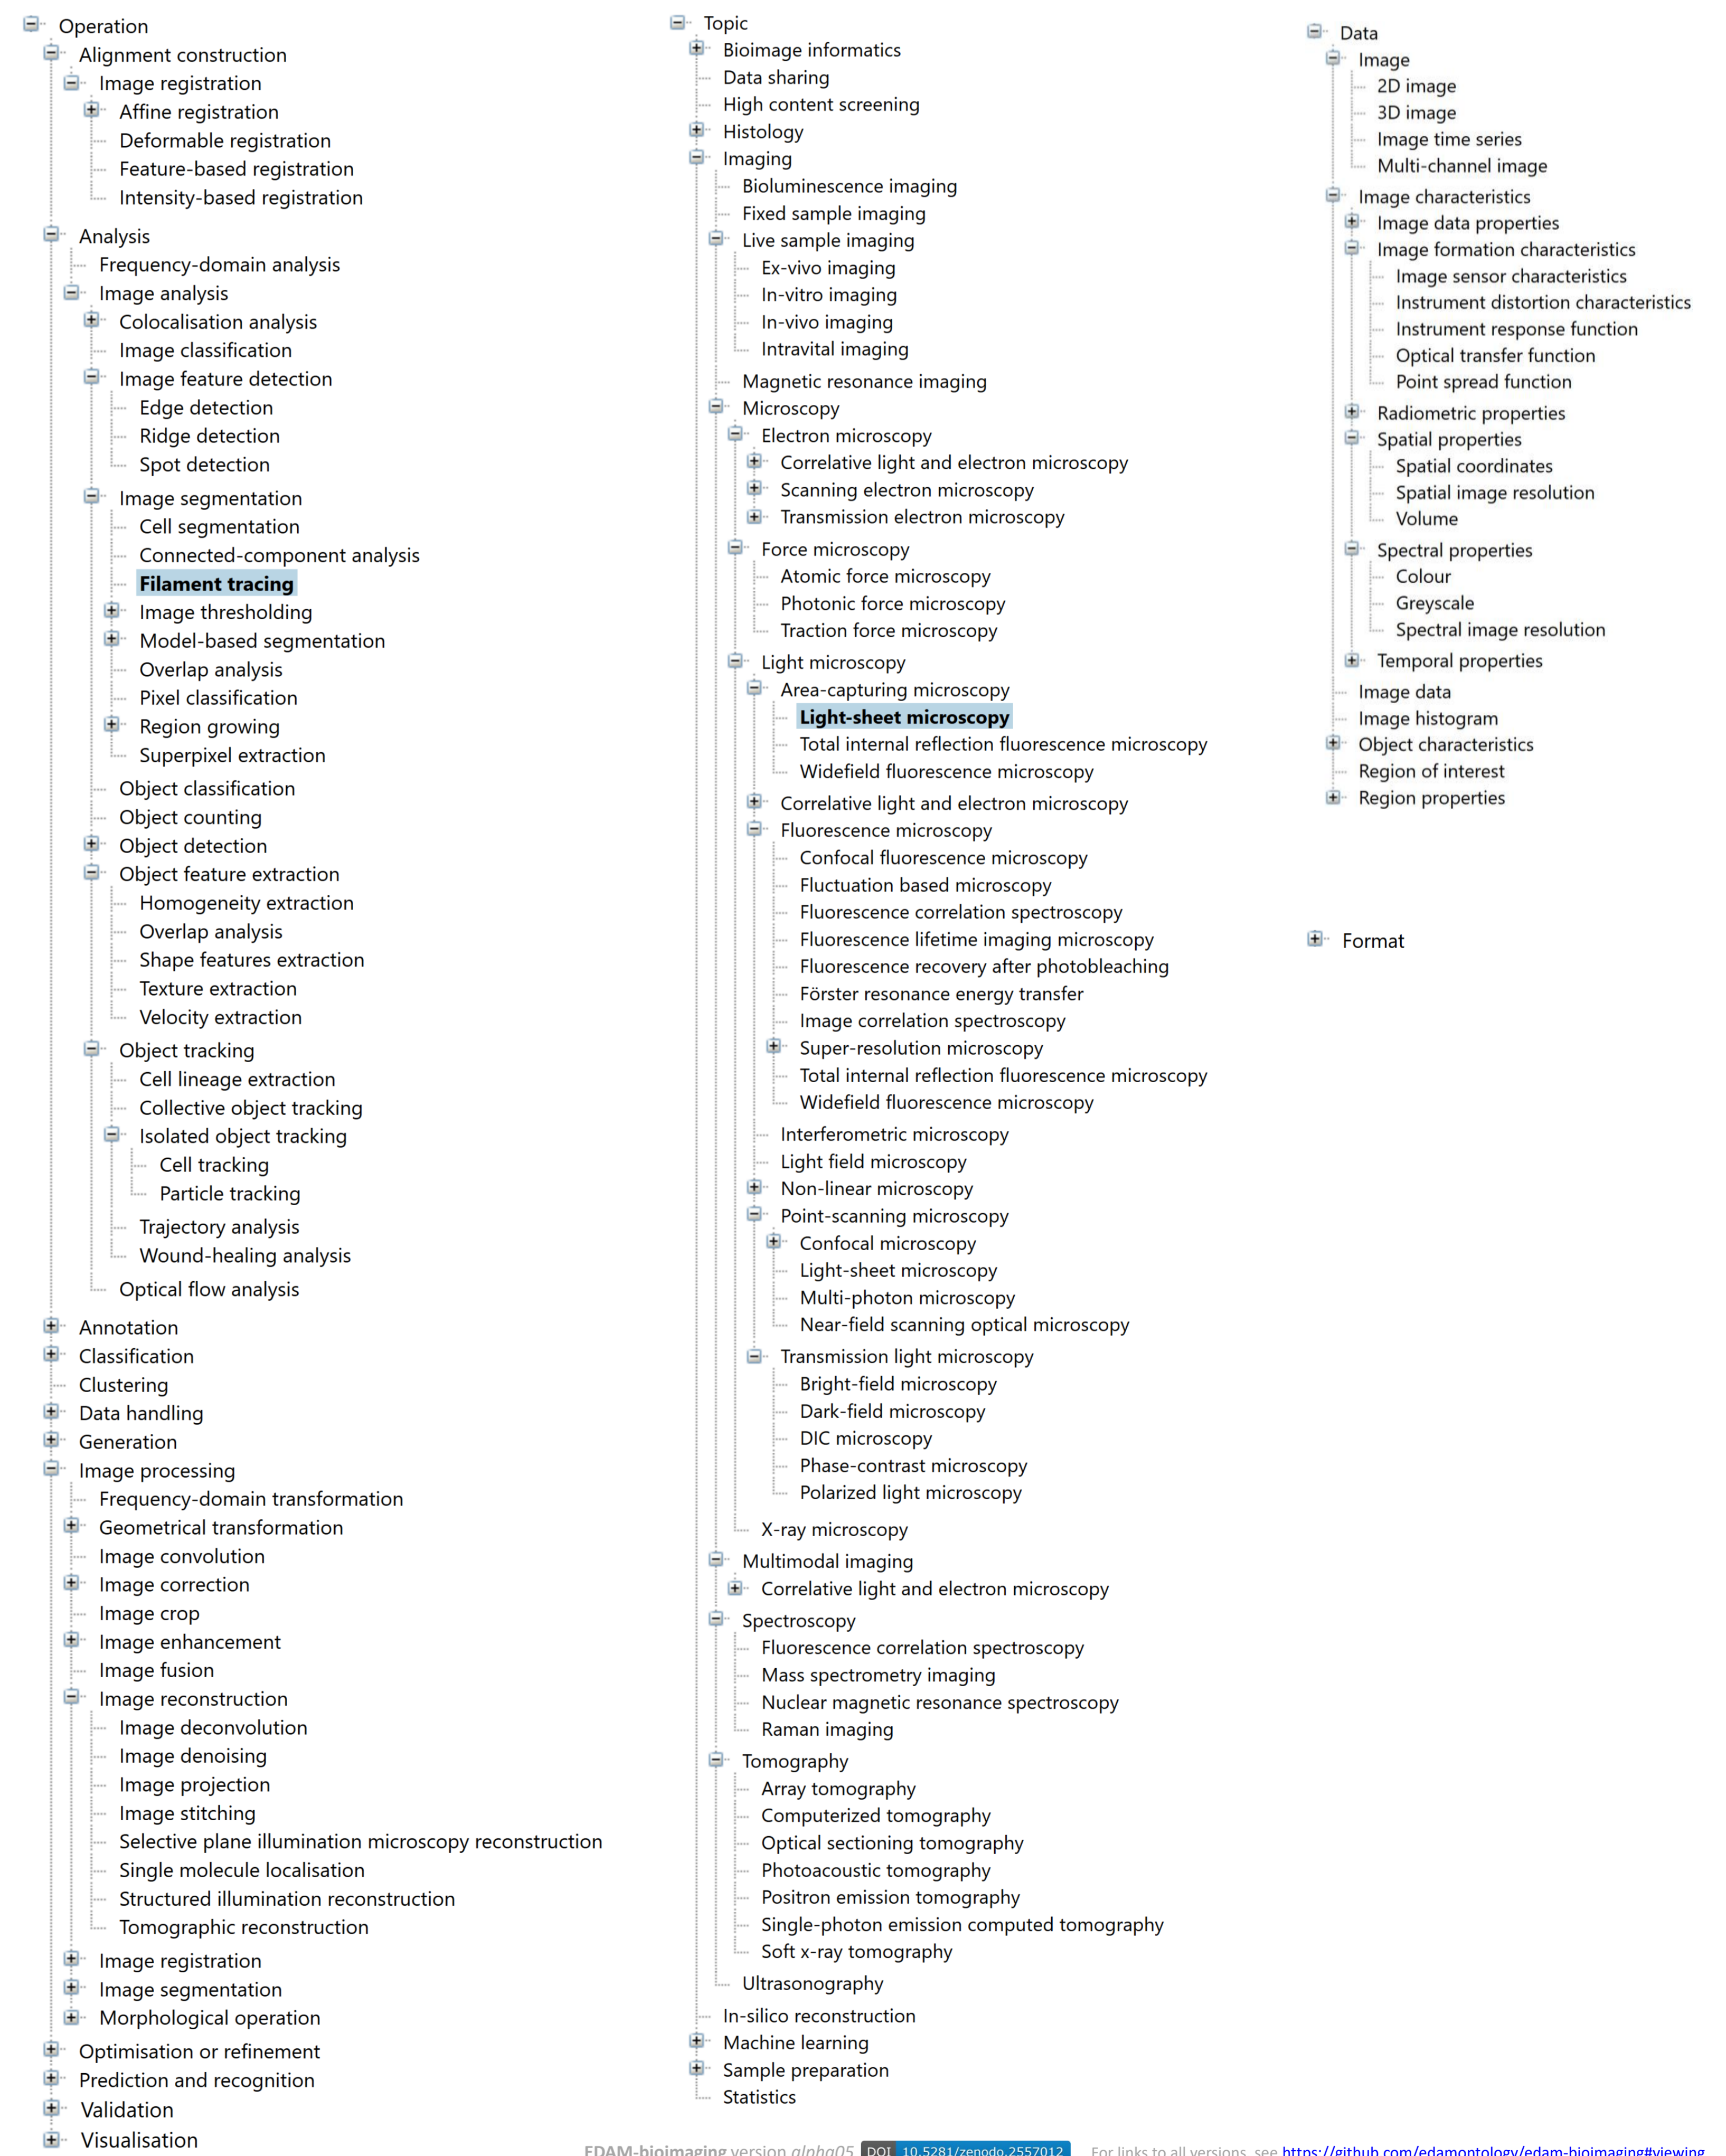 Operation
Alignment construction
Image registration
Affine registration
Deformable registration
Feature-based registration
Intensity-based registration
Analysis
Frequency-domain analysis
Image analysis
Colocalisation analysis
Image classification
Image feature detection
Edge detection
Ridge detection
Spot detection
Image segmentation
Cell segmentation
Connected-component analysis
Filament tracing
Image thresholding
Model-based segmentation
Overlap analysis
Pixel classification
Region growing
Superpixel extraction
Object classification
Object counting
Object detection
Object feature extraction
Homogeneity extraction
Overlap analysis
Shape features extraction
Texture extraction
Velocity extraction
Object tracking
Cell lineage extraction
Collective object tracking
Isolated object tracking
Cell tracking
Particle tracking
Trajectory analysis
Wound-healing analysis
Optical flow analysis
Annotation
Classification
Clustering
Data handling
Generation
Image processing
Frequency-domain transformation
Geometrical transformation
Image convolution
Image correction
Image crop
Image enhancement
Image fusion
Image reconstruction
Image deconvolution
Image denoising
Image projection
Image stitching
Selective plane illumination microscopy reconstruction
Single molecule localisation
Structured illumination reconstruction
Tomographic reconstruction
Image registration
Image segmentation
Morphological operation
Optimisation or refinement
Prediction and recognition
Validation
Visualisation
Topic
Bioimage informatics
Data sharing
High content screening
Histology
Imaging
Bioluminescence imaging
Fixed sample imaging
Live sample imaging
Ex-vivo imaging
In-vitro imaging
In-vivo imaging
Intravital imaging
Magnetic resonance imaging
Microscopy
Electron microscopy
Correlative light and electron microscopy
Scanning electron microscopy
Transmission electron microscopy
Force microscopy
Atomic force microscopy
Photonic force microscopy
Traction force microscopy
Light microscopy
Area-capturing microscopy
Light-sheet microscopy
Total internal reflection fluorescence microscopy
Widefield fluorescence microscopy
Correlative light and electron microscopy
Fluorescence microscopy
Confocal fluorescence microscopy
Fluctuation based microscopy
Fluorescence correlation spectroscopy
Fluorescence lifetime imaging microscopy
Fluorescence recovery after photobleaching
Förster resonance energy transfer
Image correlation spectroscopy
Super-resolution microscopy
Total internal reflection fluorescence microscopy
Widefield fluorescence microscopy
Interferometric microscopy
Light field microscopy
Non-linear microscopy
Point-scanning microscopy
Confocal microscopy
Light-sheet microscopy
Multi-photon microscopy
Near-field scanning optical microscopy
Transmission light microscopy
Bright-field microscopy
Dark-field microscopy
DIC microscopy
Phase-contrast microscopy
Polarized light microscopy
X-ray microscopy
Multimodal imaging
Correlative light and electron microscopy
Spectroscopy
Fluorescence correlation spectroscopy
Mass spectrometry imaging
Nuclear magnetic resonance spectroscopy
Raman imaging
Tomography
Array tomography
Computerized tomography
Optical sectioning tomography
Photoacoustic tomography
Positron emission tomography
Single-photon emission computed tomography
Soft x-ray tomography
Ultrasonography
In-silico reconstruction
Machine learning
Sample preparation
Statistics
Data
Image
2D image
3D image
Image time series
Multi-channel image
Image characteristics
Image data properties
Image formation characteristics
Image sensor characteristics
Instrument distortion characteristics
Instrument response function
Optical transfer function
Point spread function
Radiometric properties
Spatial properties
Spatial coordinates
Spatial image resolution
Volume
Spectral properties
Colour
Greyscale
Spectral image resolution
Temporal properties
Image data
Image histogram
Object characteristics
Region of interest
Region properties
Format
EDAM-bioimaging version alpha05 DOI 10.5281/zenodo.2557012 For links to all versions, see https://github.com/edamontology/edam-bioimaging#viewing